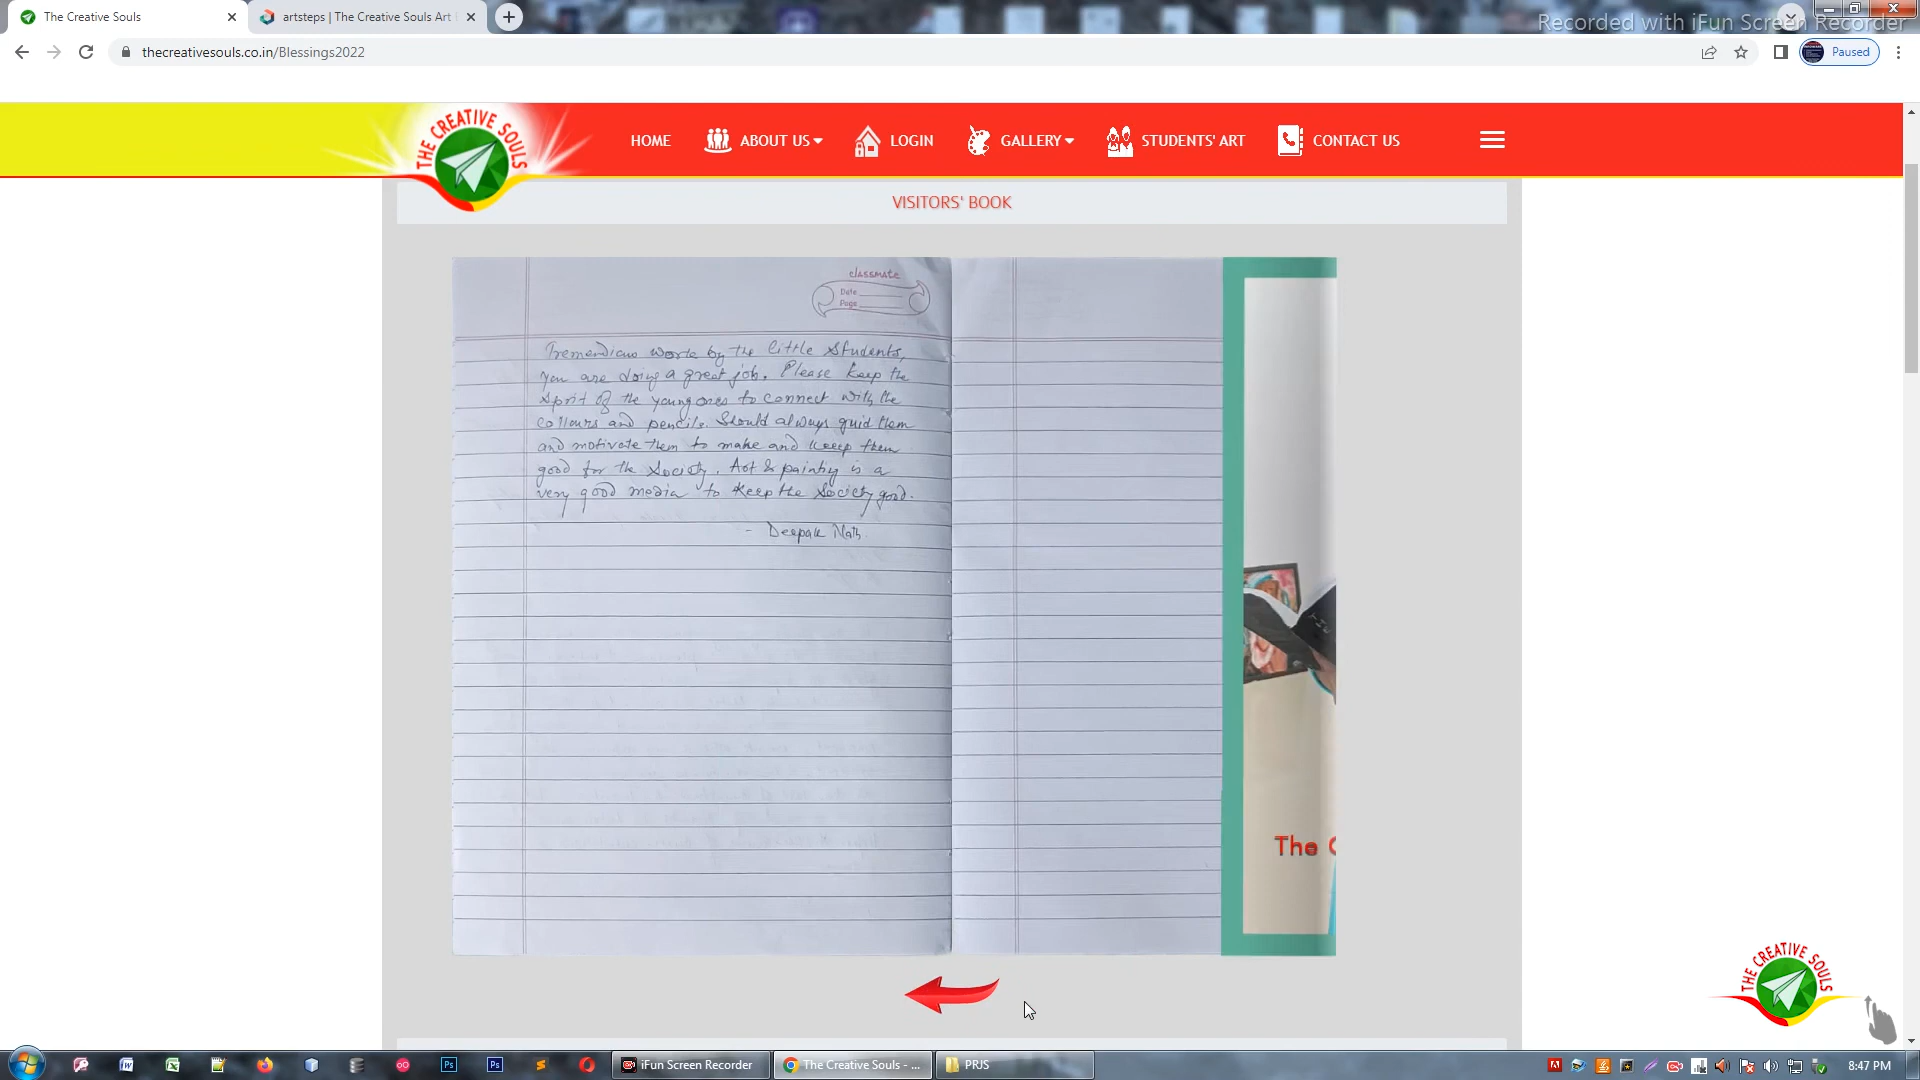 The Creative Souls
artsteps | The Creative Souls Art
Recorded with iFun Screen Recorder
thecreativesouls.co.in/Blessings2022
Paused
THE CREATIVE SOULS
HOME
ABOUT US
LOGIN
GALLERY
STUDENTS' ART
CONTACT US
VISITORS' BOOK
classmate
Date
Page
Tremendious work by the little students,
you are doing a great job. Please keep the
sprit of the young ones to connect with the
collours and pencils. Should always guid them
and motivate them to make and keep them
good for the society. Art & painting is a
very good media to keep the society good.
- Deepak Nath
The C
THE CREATIVE SOULS
iFun Screen Recorder
The Creative Souls - ...
PRJS
8:47 PM